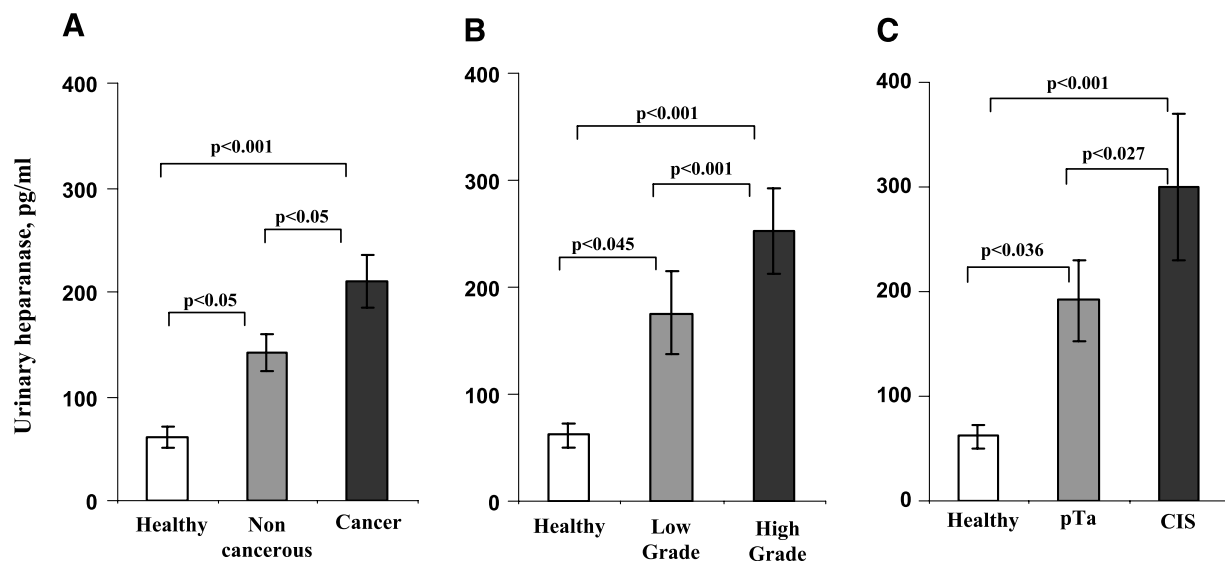 A
Urinary heparanase, pg/ml
400
300
200
100
0
p<0.001
p<0.05
p<0.05
Healthy
Non
cancerous
Cancer
B
400
300
200
100
0
p<0.001
p<0.001
p<0.045
Healthy
Low
Grade
High
Grade
C
400
300
200
100
0
p<0.001
p<0.027
p<0.036
Healthy
pTa
CIS